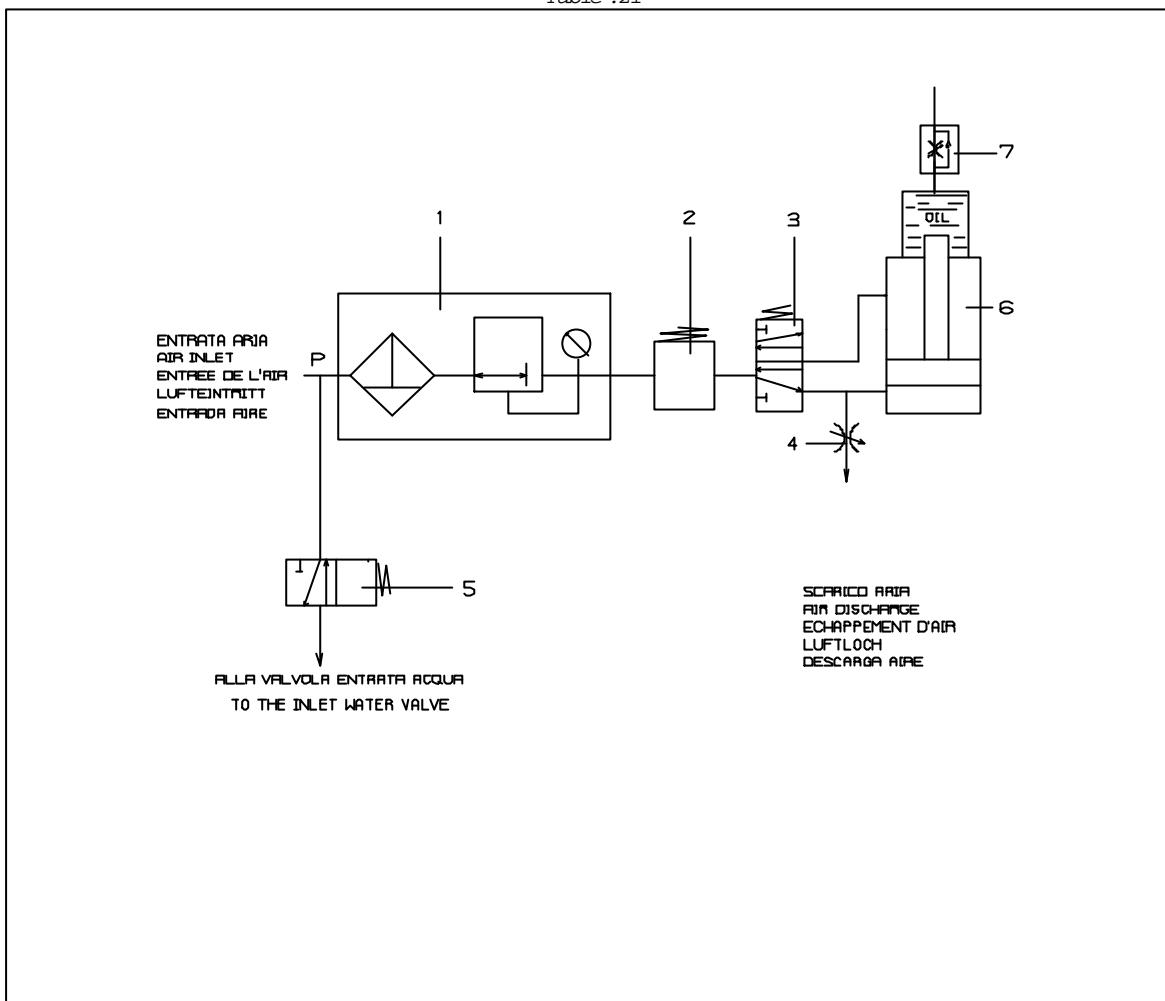 Table .21
1
2
3
7
OIL
6
ENTRATA ARIA
AIR INLET
ENTREE DE L'AIR
LUFTEINTRITT
ENTRADA AIRE
P
4
5
SCARICO ARIA
AIR DISCHARGE
ECHAPPEMENT D'AIR
LUFTLOCH
DESCARGA AIRE
ALLA VALVOLA ENTRATA ACQUA
TO THE INLET WATER VALVE